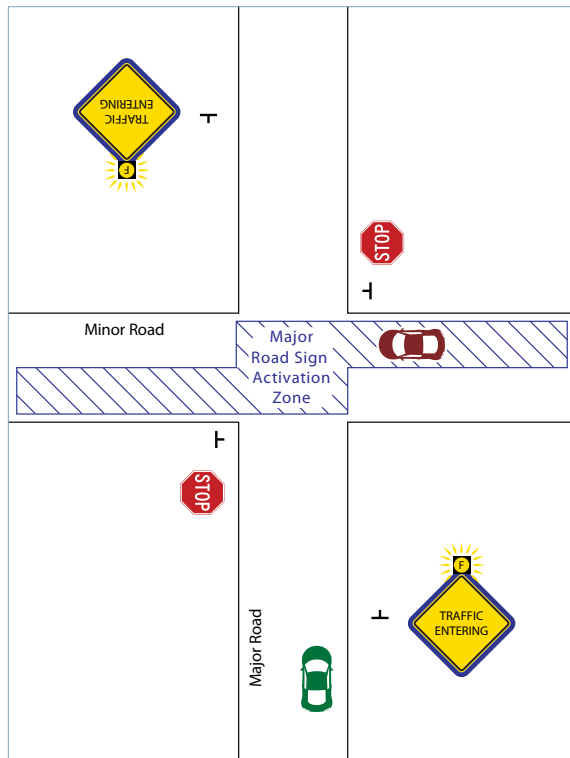 TRAFFIC
ENTERING
F
STOP
Minor Road
Major
Road Sign
Activation
Zone
STOP
F
TRAFFIC
ENTERING
Major Road